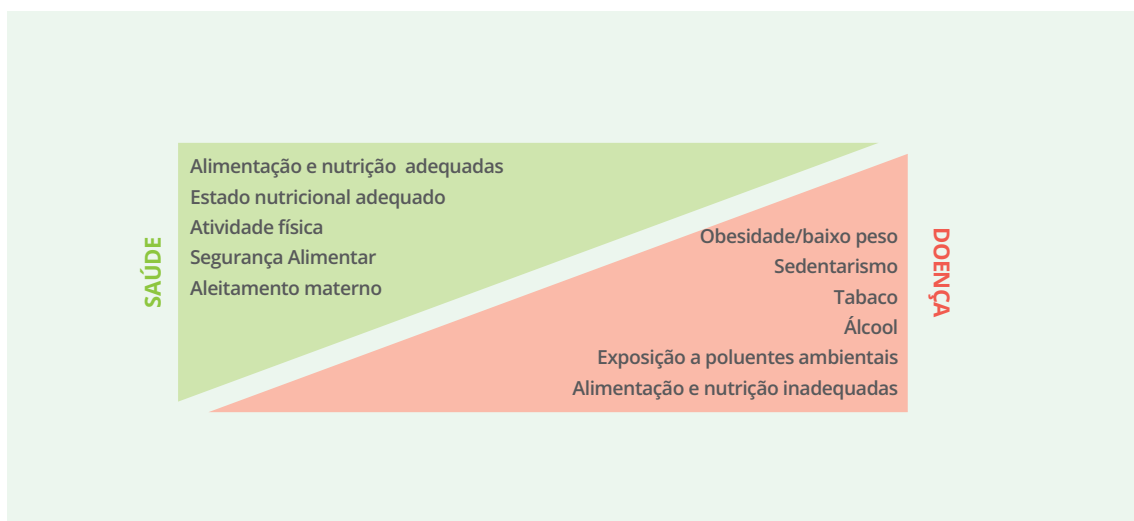 SAÚDE
Alimentação e nutrição adequadas
Estado nutricional adequado
Atividade física
Segurança Alimentar
Aleitamento materno
Obesidade/baixo peso
Sedentarismo
Tabaco
Álcool
Exposição a poluentes ambientais
Alimentação e nutrição inadequadas
DOENÇA